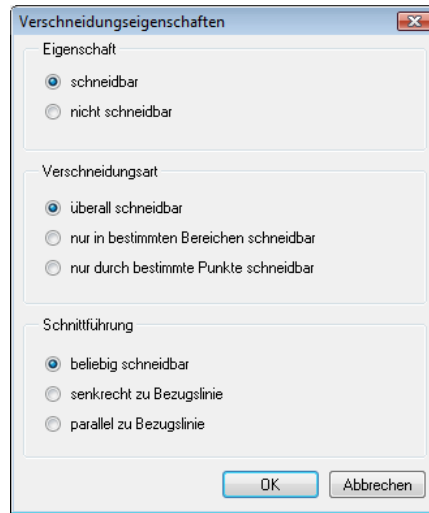 Verschneidungseigenschaften
Eigenschaft
schneidbar
nicht schneidbar
Verschneidungsart
überall schneidbar
nur in bestimmten Bereichen schneidbar
nur durch bestimmte Punkte schneidbar
Schnittführung
beliebig schneidbar
senkrecht zu Bezugslinie
parallel zu Bezugslinie
OK Abbrechen